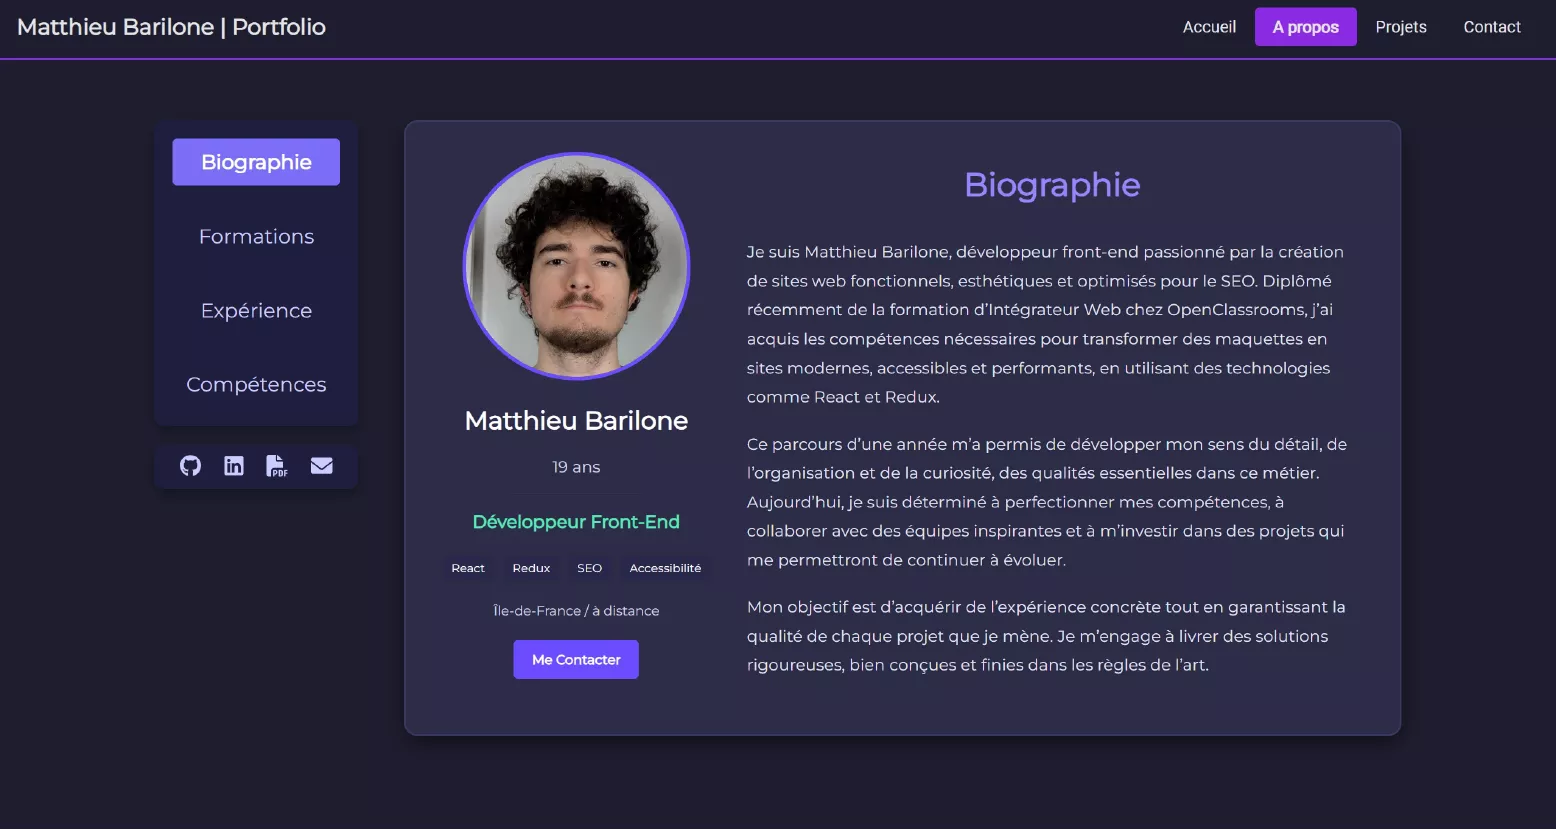 Matthieu Barilone | Portfolio
Accueil
A propos
Projets
Contact
Biographie
Formations
Expérience
Compétences
PDF
Matthieu Barilone
19 ans
Développeur Front-End
React
Redux
SEO
Accessibilité
Île-de-France / à distance
Me Contacter
Biographie
Je suis Matthieu Barilone, développeur front-end passionné par la création
de sites web fonctionnels, esthétiques et optimisés pour le SEO. Diplômé
récemment de la formation d’Intégrateur Web chez OpenClassrooms, j’ai
acquis les compétences nécessaires pour transformer des maquettes en
sites modernes, accessibles et performants, en utilisant des technologies
comme React et Redux.
Ce parcours d’une année m’a permis de développer mon sens du détail, de
l’organisation et de la curiosité, des qualités essentielles dans ce métier.
Aujourd’hui, je suis déterminé à perfectionner mes compétences, à
collaborer avec des équipes inspirantes et à m’investir dans des projets qui
me permettront de continuer à évoluer.
Mon objectif est d’acquérir de l’expérience concrète tout en garantissant la
qualité de chaque projet que je mène. Je m’engage à livrer des solutions
rigoureuses, bien conçues et finies dans les règles de l’art.